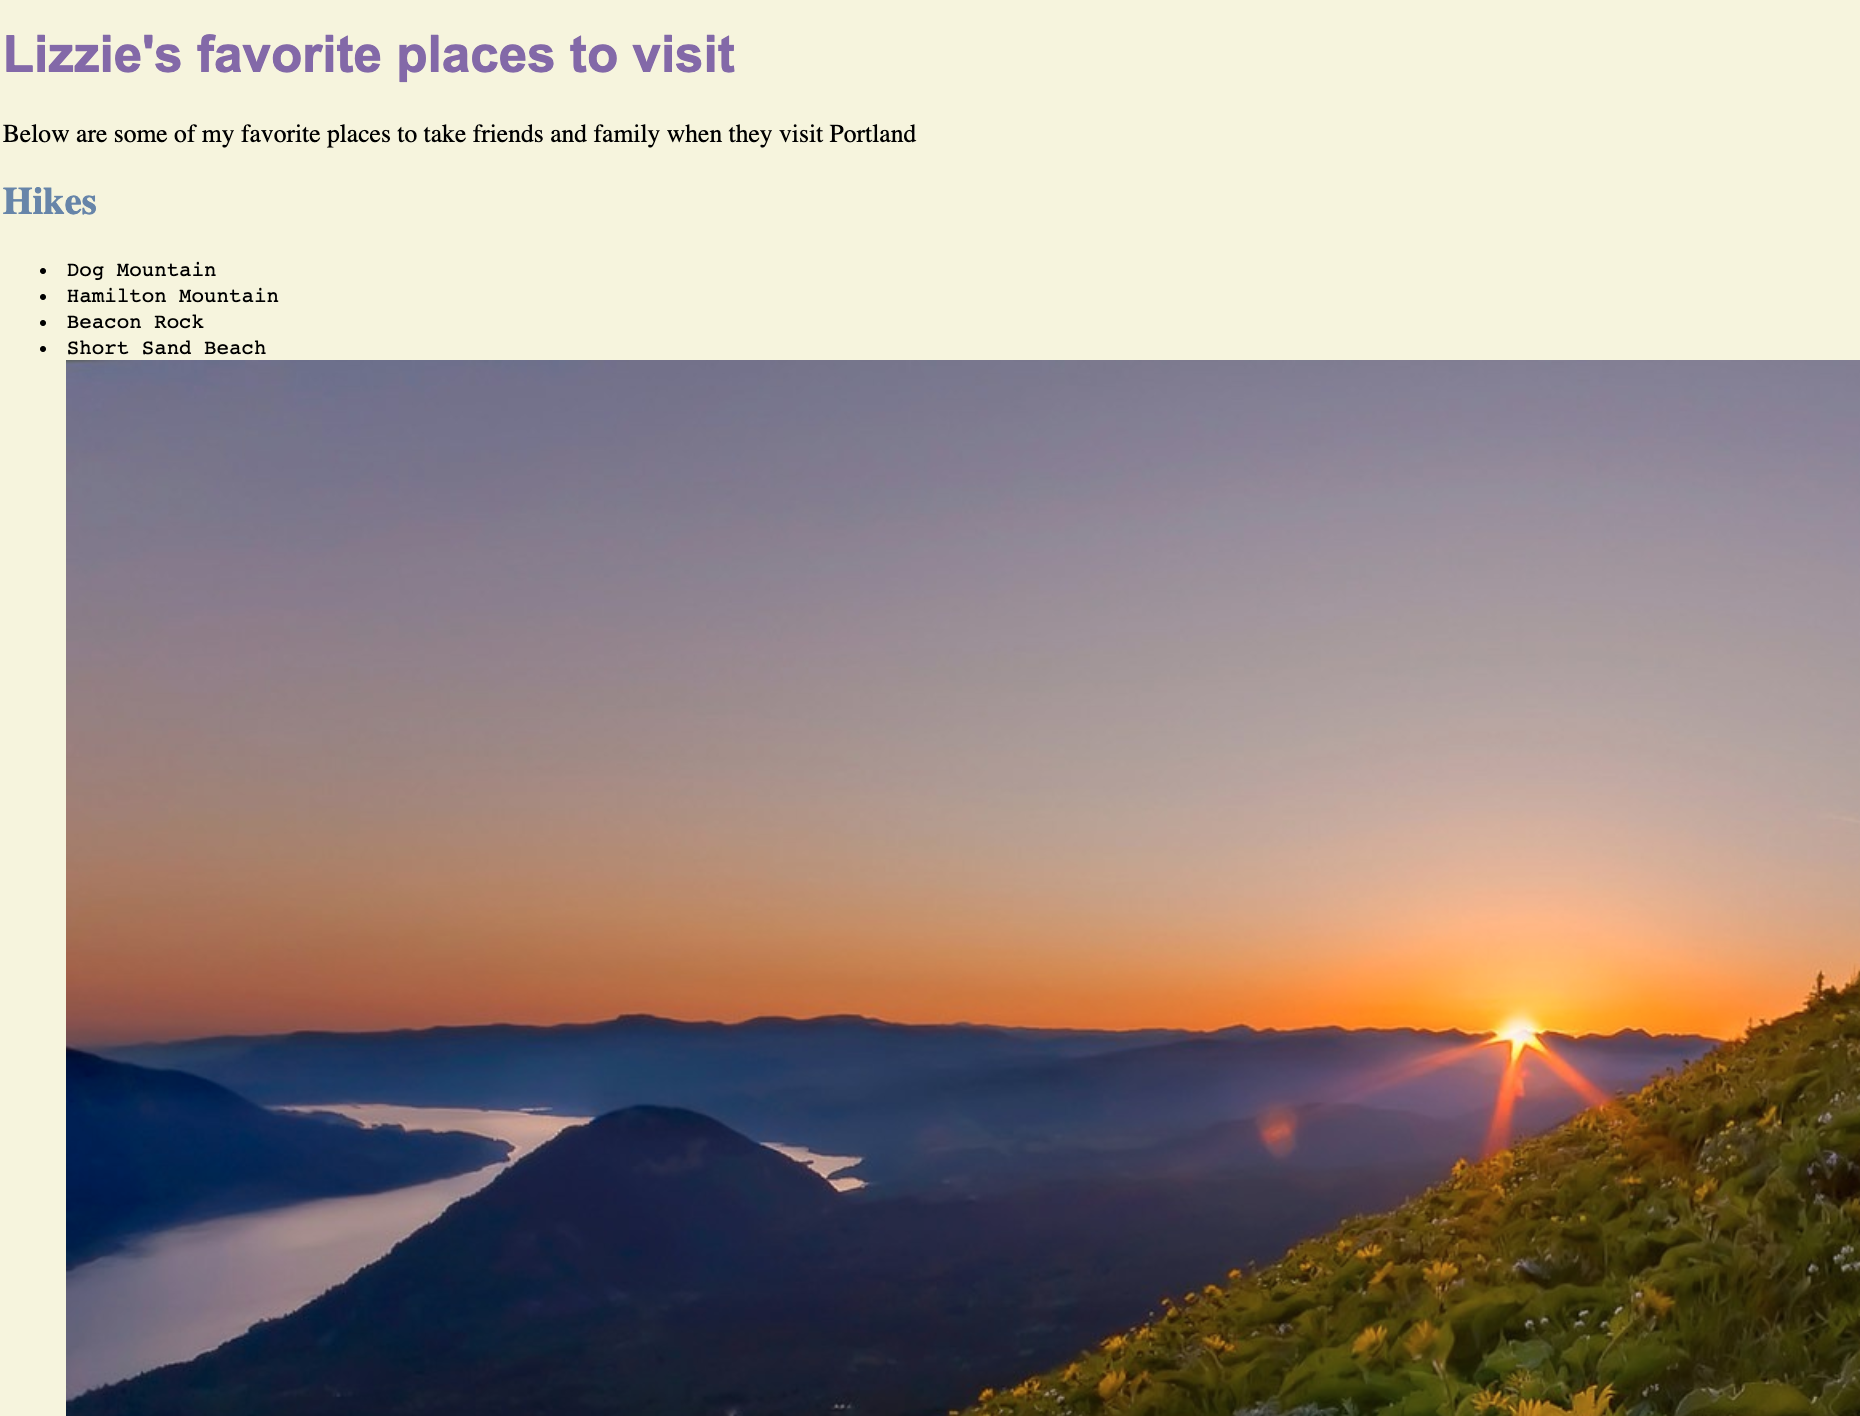 Lizzie's favorite places to visit
Below are some of my favorite places to take friends and family when they visit Portland
Hikes
Dog Mountain
Hamilton Mountain
Beacon Rock
Short Sand Beach